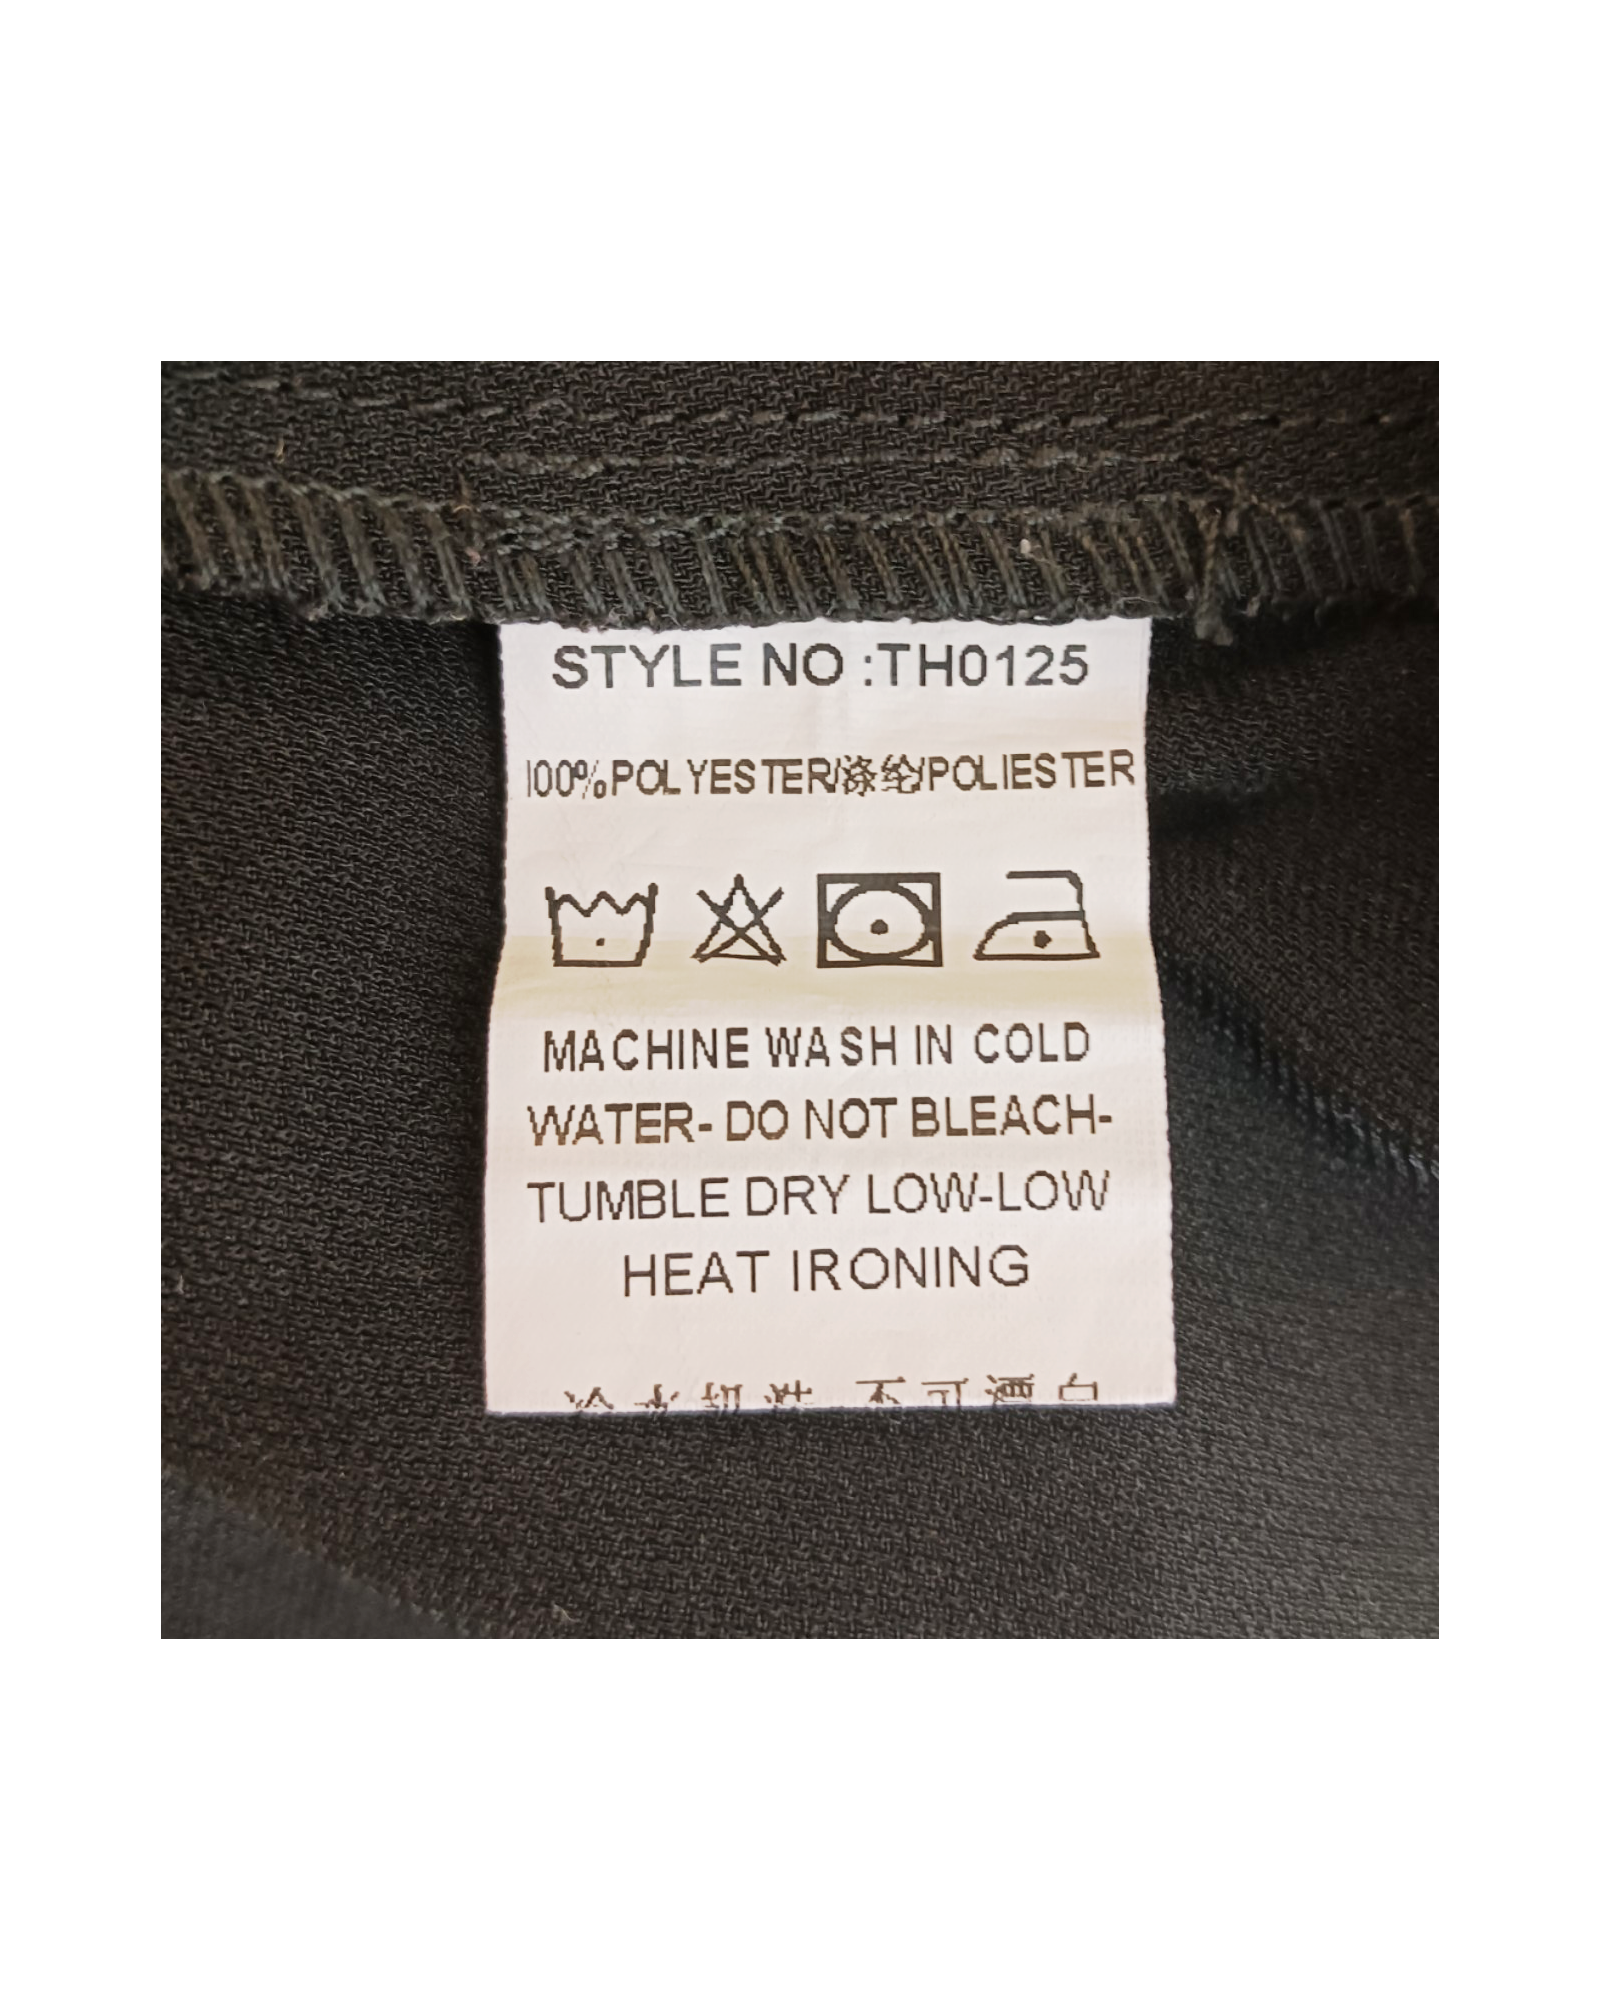 STYLE NO :TH0125
100%POLYESTER/涤纶/POLIESTER
MACHINE WASH IN COLD
WATER- DO NOT BLEACH-
TUMBLE DRY LOW-LOW
HEAT IRONING